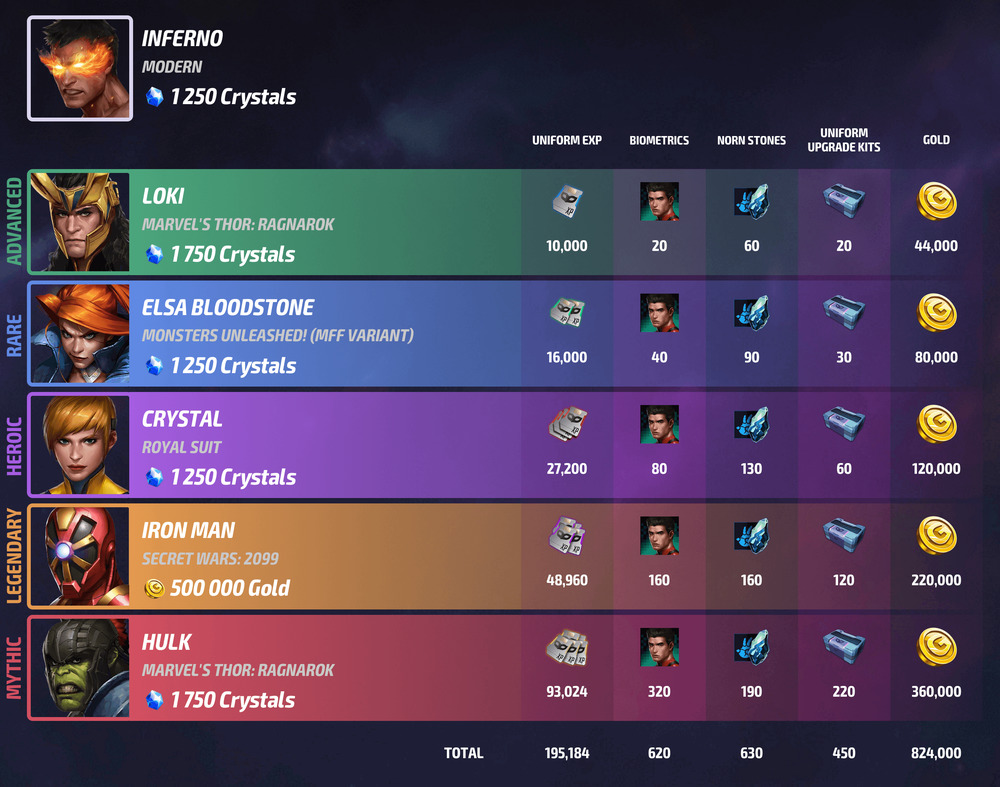 INFERNO
MODERN
1 250 Crystals
UNIFORM EXP BIOMETRICS NORN STONES UNIFORM UPGRADE KITS GOLD
ADVANCED
LOKI
MARVEL'S THOR: RAGNAROK
1 750 Crystals
10,000 20 60 20 44,000
RARE
ELSA BLOODSTONE
MONSTERS UNLEASHED! (MFF VARIANT)
1 250 Crystals
16,000 40 90 30 80,000
HEROIC
CRYSTAL
ROYAL SUIT
1 250 Crystals
27,200 80 130 60 120,000
LEGENDARY
IRON MAN
SECRET WARS: 2099
500 000 Gold
48,960 160 160 120 220,000
MYTHIC
HULK
MARVEL'S THOR: RAGNAROK
1 750 Crystals
93,024 320 190 220 360,000
TOTAL 195,184 620 630 450 824,000